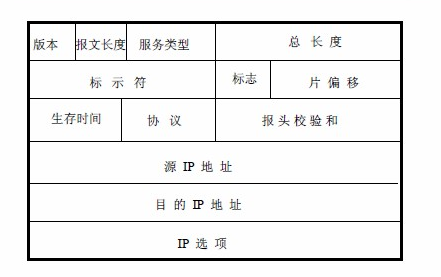 版本 报文长度 服务类型 总 长 度
标 示 符 标志 片 偏 移
生存时间 协 议 报 头 校 验 和
源 IP 地 址
目 的 IP 地 址
IP 选 项